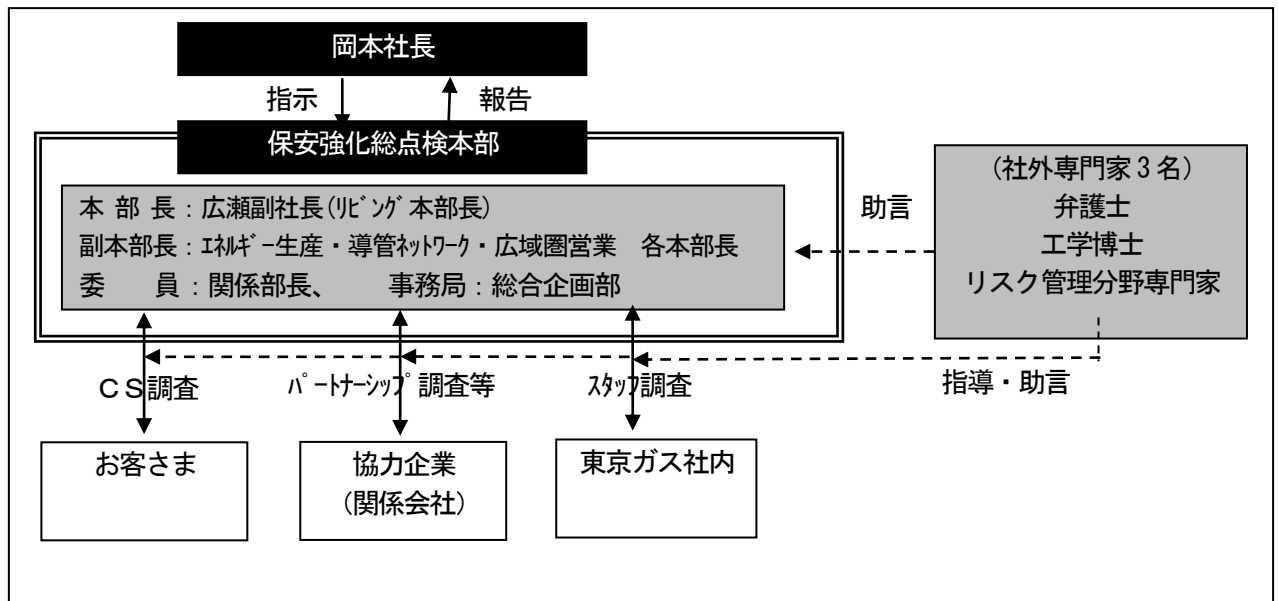 岡本社長
指示
報告
保安強化総点検本部
本 部 長：広瀬副社長(ﾘﾋﾞﾝｸﾞ本部長)
副本部長：ｴﾈﾙｷﾞｰ生産・導管ﾈｯﾄﾜｰｸ・広域圏営業　各本部長
委　　員：関係部長、　　事務局：総合企画部
助言
(社外専門家３名)
弁護士
工学博士
リスク管理分野専門家
ＣＳ調査
ﾊﾟｰﾄﾅｰｼｯﾌﾟ調査等
ｽﾀｯﾌ調査
指導・助言
お客さま
協力企業
(関係会社)
東京ガス社内